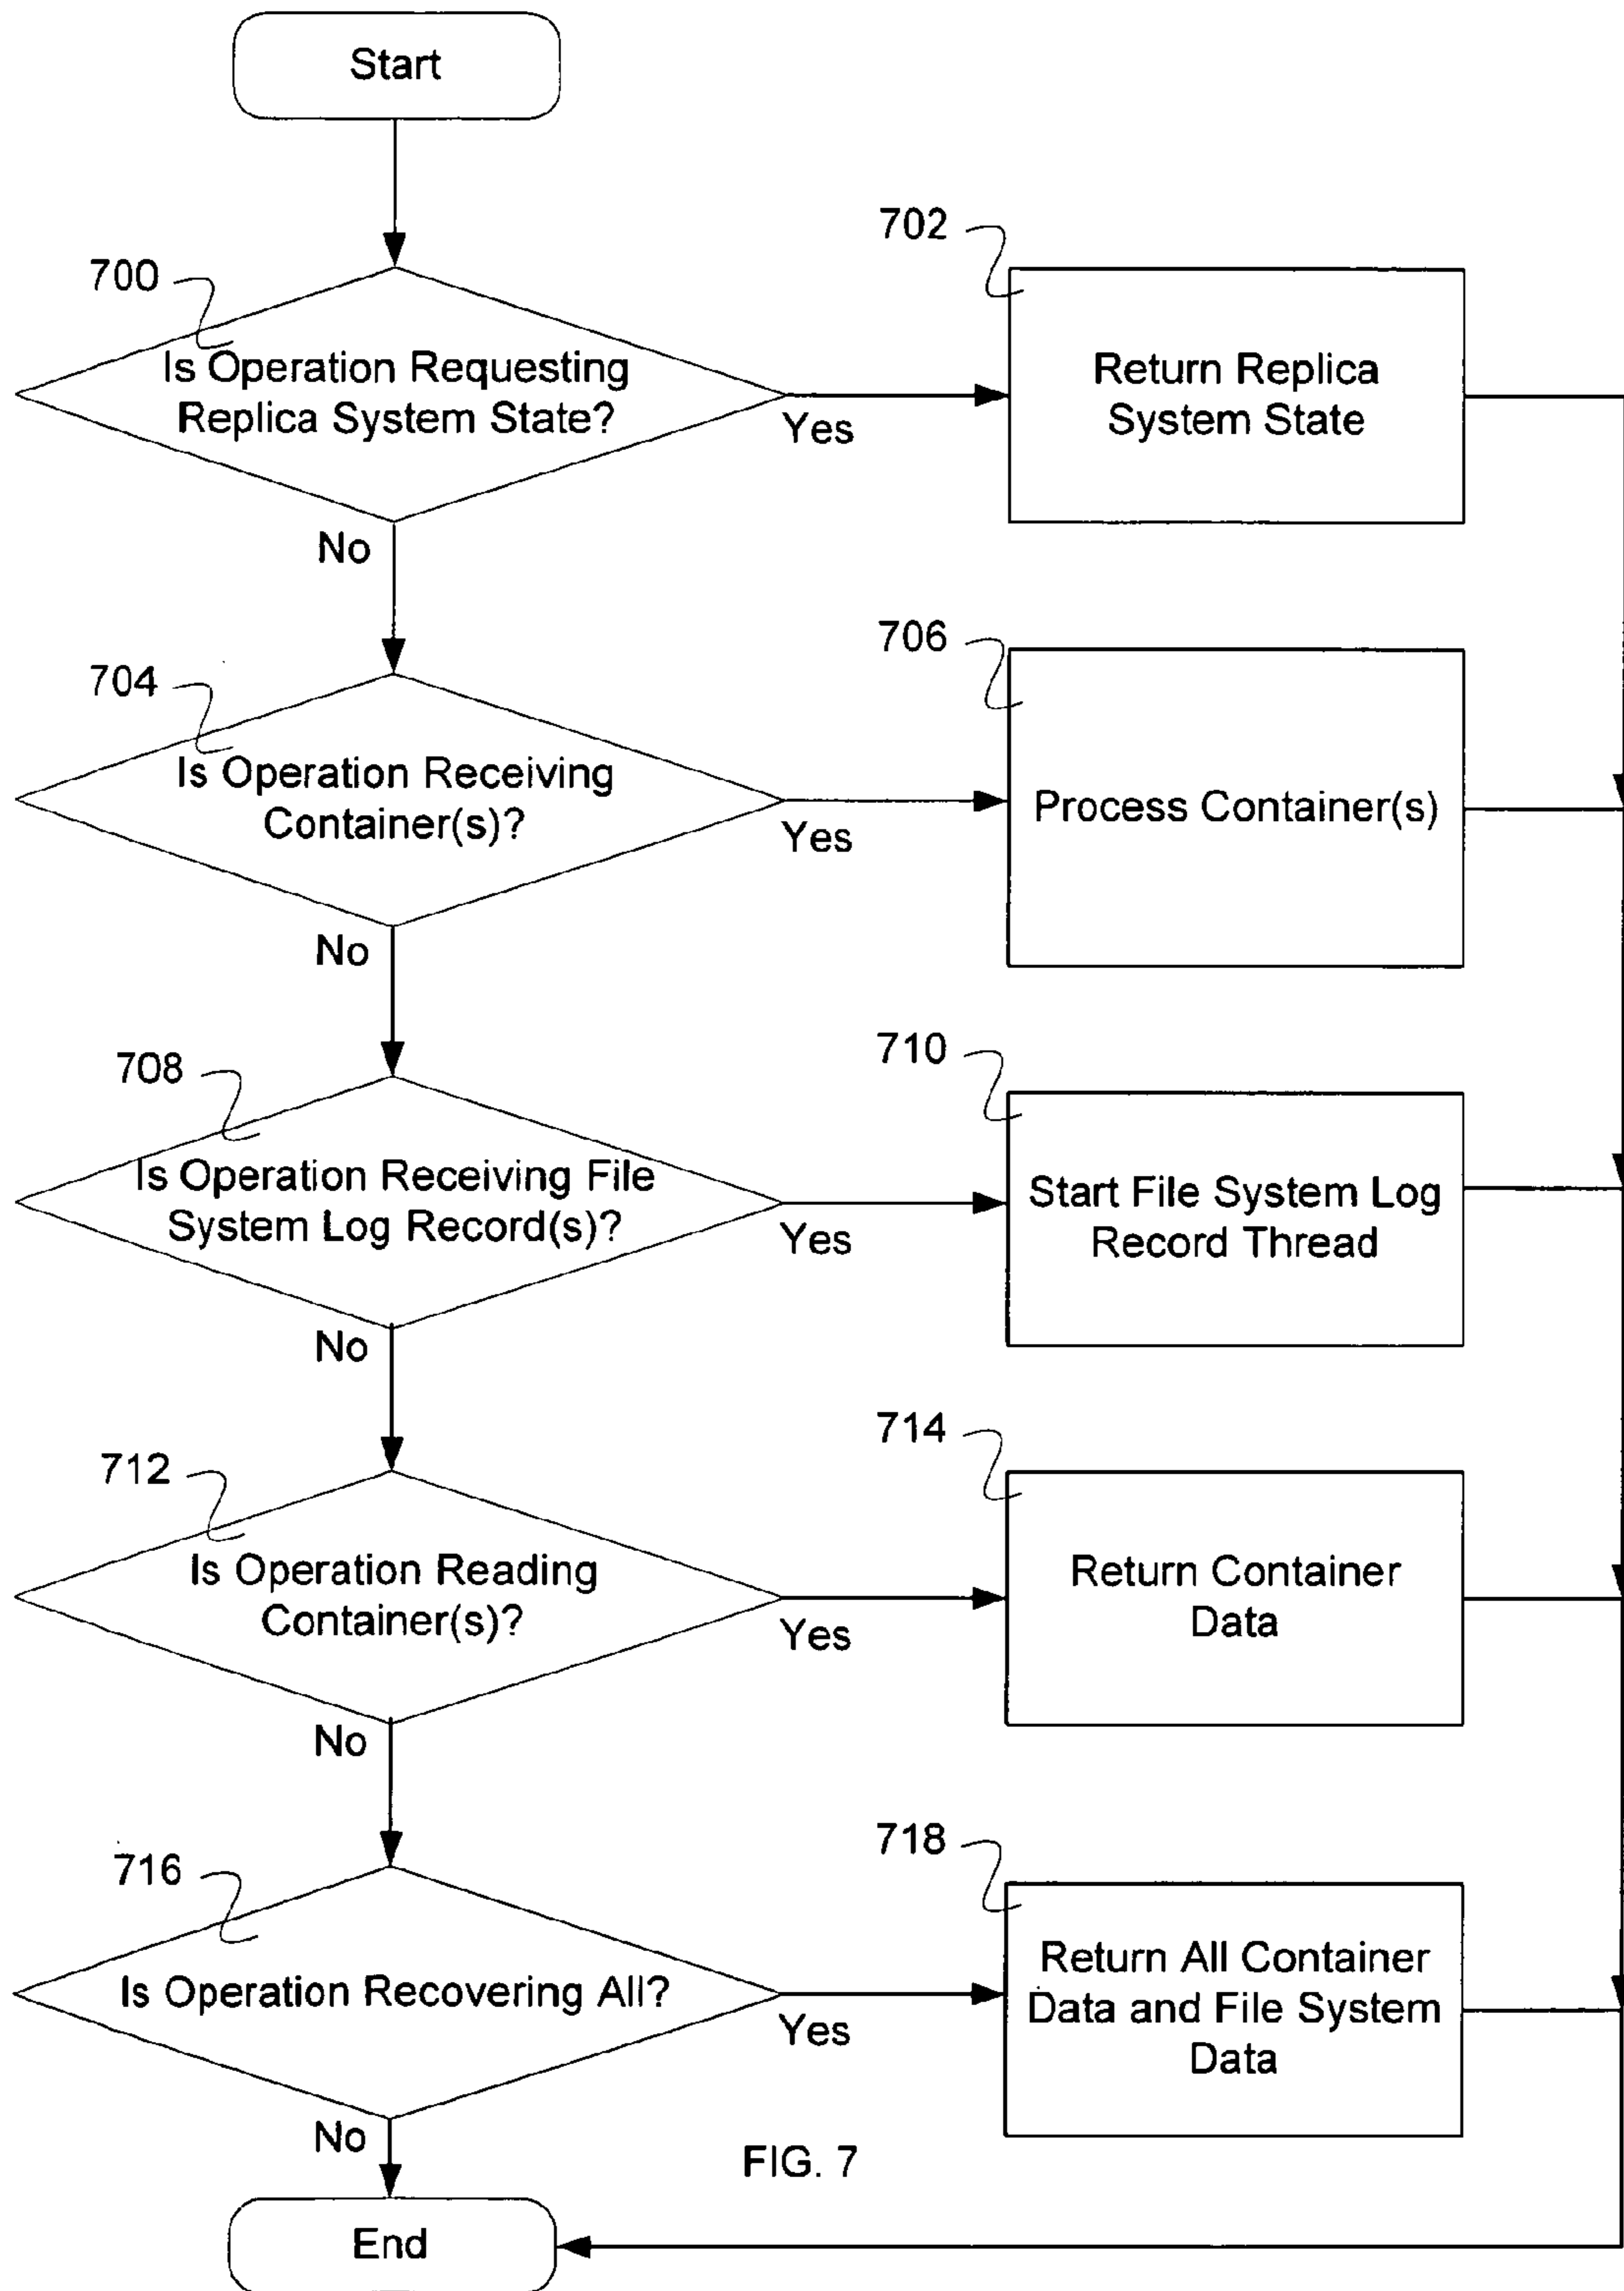 Start
700
702
Is Operation Requesting
Replica System State?
Yes
Return Replica
System State
No
704
706
Is Operation Receiving
Container(s)?
Yes
Process Container(s)
No
708
710
Is Operation Receiving File
System Log Record(s)?
Yes
Start File System Log
Record Thread
No
712
714
Is Operation Reading
Container(s)?
Yes
Return Container
Data
No
716
718
Is Operation Recovering All?
Yes
Return All Container
Data and File System
Data
No
FIG. 7
End